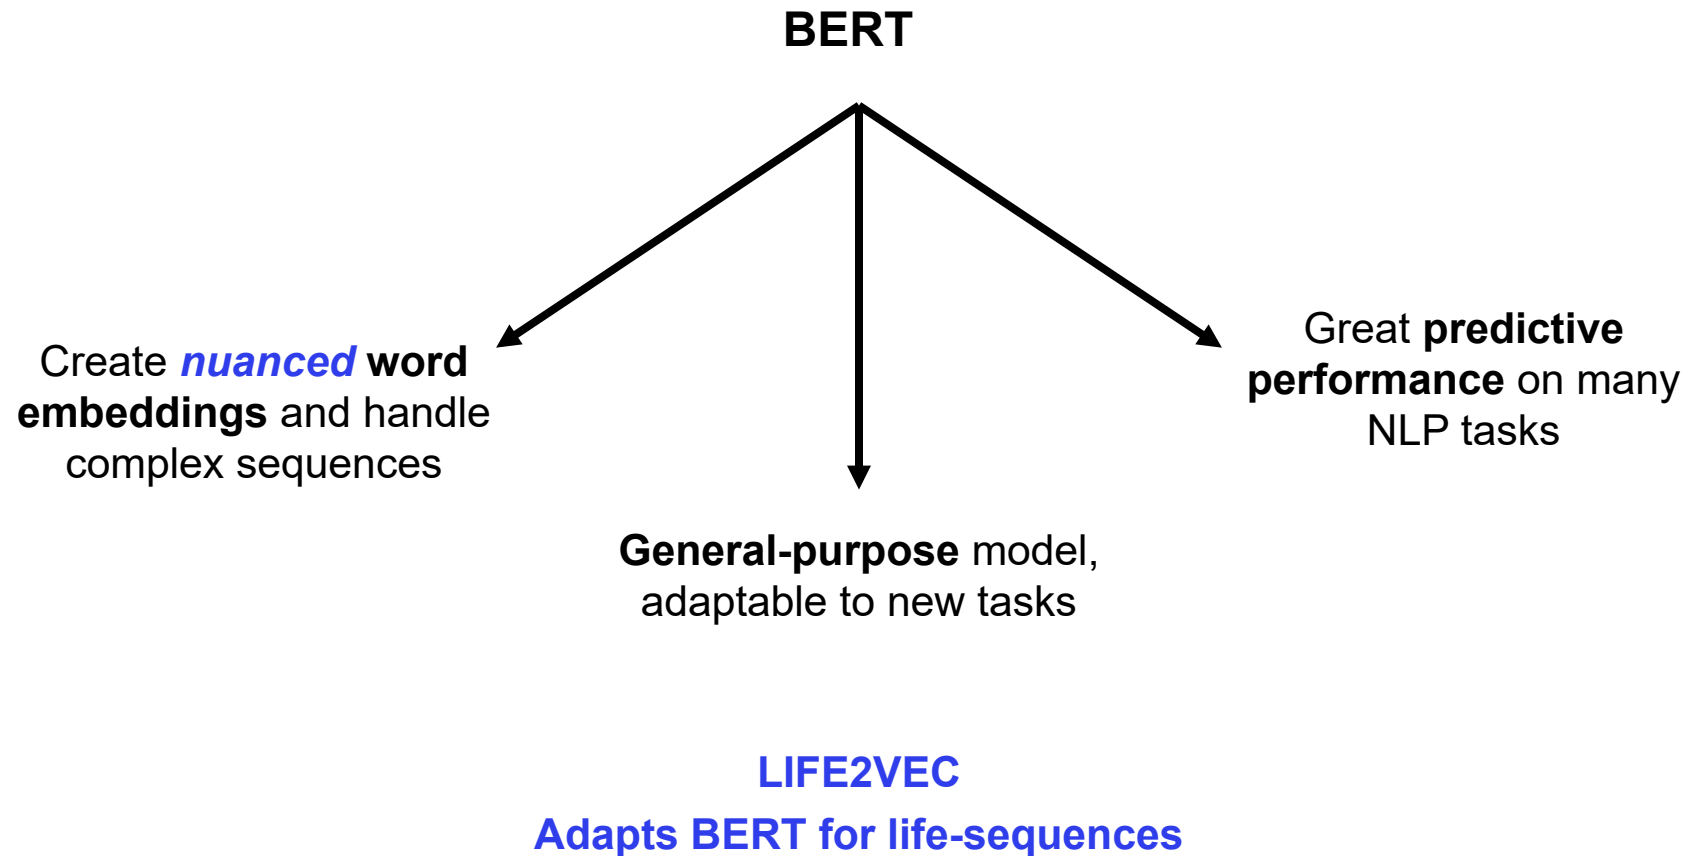 BERT
Create nuanced word
embeddings and handle
complex sequences
General-purpose model,
adaptable to new tasks
Great predictive
performance on many
NLP tasks
LIFE2VEC
Adapts BERT for life-sequences